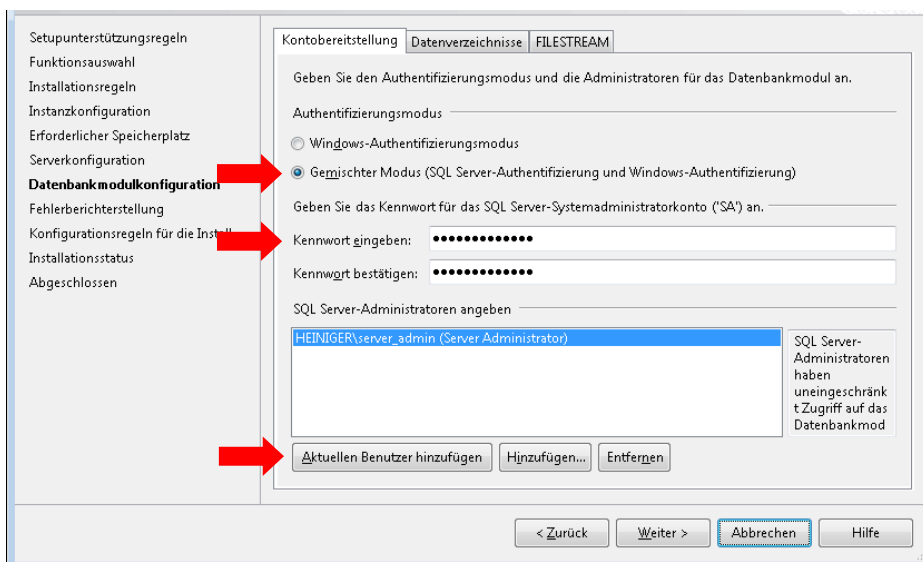 Setupunterstützungsregeln
Funktionsauswahl
Installationsregeln
Instanzkonfiguration
Erforderlicher Speicherplatz
Serverkonfiguration
Datenbankmodulkonfiguration
Fehlerberichterstellung
Konfigurationsregeln für die
Installationsstatus
Abgeschlossen
Kontobereitstellung Datenverzeichnisse FILESTREAM
Geben Sie den Authentifizierungsmodus und die Administratoren für das Datenbankmodul an.
Authentifizierungsmodus
Windows-Authentifizierungsmodus
Gemischter Modus (SQL Server-Authentifizierung und Windows-Authentifizierung)
Geben Sie das Kennwort für das SQL Server-Systemadministratorkonto ('SA') an.
Kennwort eingeben: ●●●●●●●●●●●●●
Kennwort bestätigen: ●●●●●●●●●●●●●
SQL Server-Administratoren angeben
HEINIGER\server_admin (Server Administrator)
SQL Server-
Administratoren
haben
uneingeschränk
t Zugriff auf das
Datenbankmod
Aktuellen Benutzer hinzufügen Hinzufügen... Entfernen
< Zurück Weiter > Abbrechen Hilfe